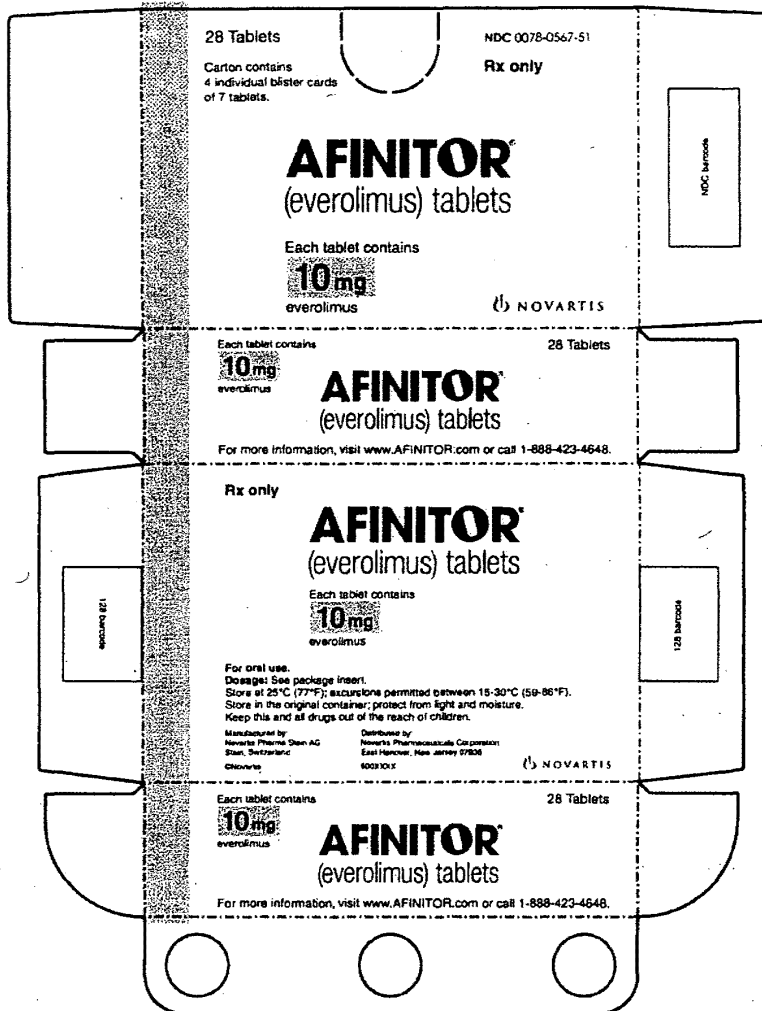 28 Tablets
NDC 0078-0567-51
Carton contains
4 individual blister cards
of 7 tablets.
Rx only
AFINITOR®
(everolimus) tablets
NDC barcode
Each tablet contains
10 mg
everolimus
NOVARTIS
Each tablet contains
10 mg
everolimus
28 Tablets
AFINITOR®
(everolimus) tablets
For more information, visit www.AFINITOR.com or call 1-888-423-4648.
Rx only
AFINITOR®
(everolimus) tablets
Each tablet contains
10 mg
everolimus
128 barcode
128 barcode
For oral use.
Dosage: See package insert.
Store at 25°C (77°F); excursions permitted between 15-30°C (59-86°F).
Store in the original container; protect from light and moisture.
Keep this and all drugs out of the reach of children.
Manufactured by
Novartis Pharma Stein AG
Stein, Switzerland
©Novartis
Distributed by
Novartis Pharmaceuticals Corporation
East Hanover, New Jersey 07936
NOVARTIS
Each tablet contains
10 mg
everolimus
28 Tablets
AFINITOR®
(everolimus) tablets
For more information, visit www.AFINITOR.com or call 1-888-423-4648.